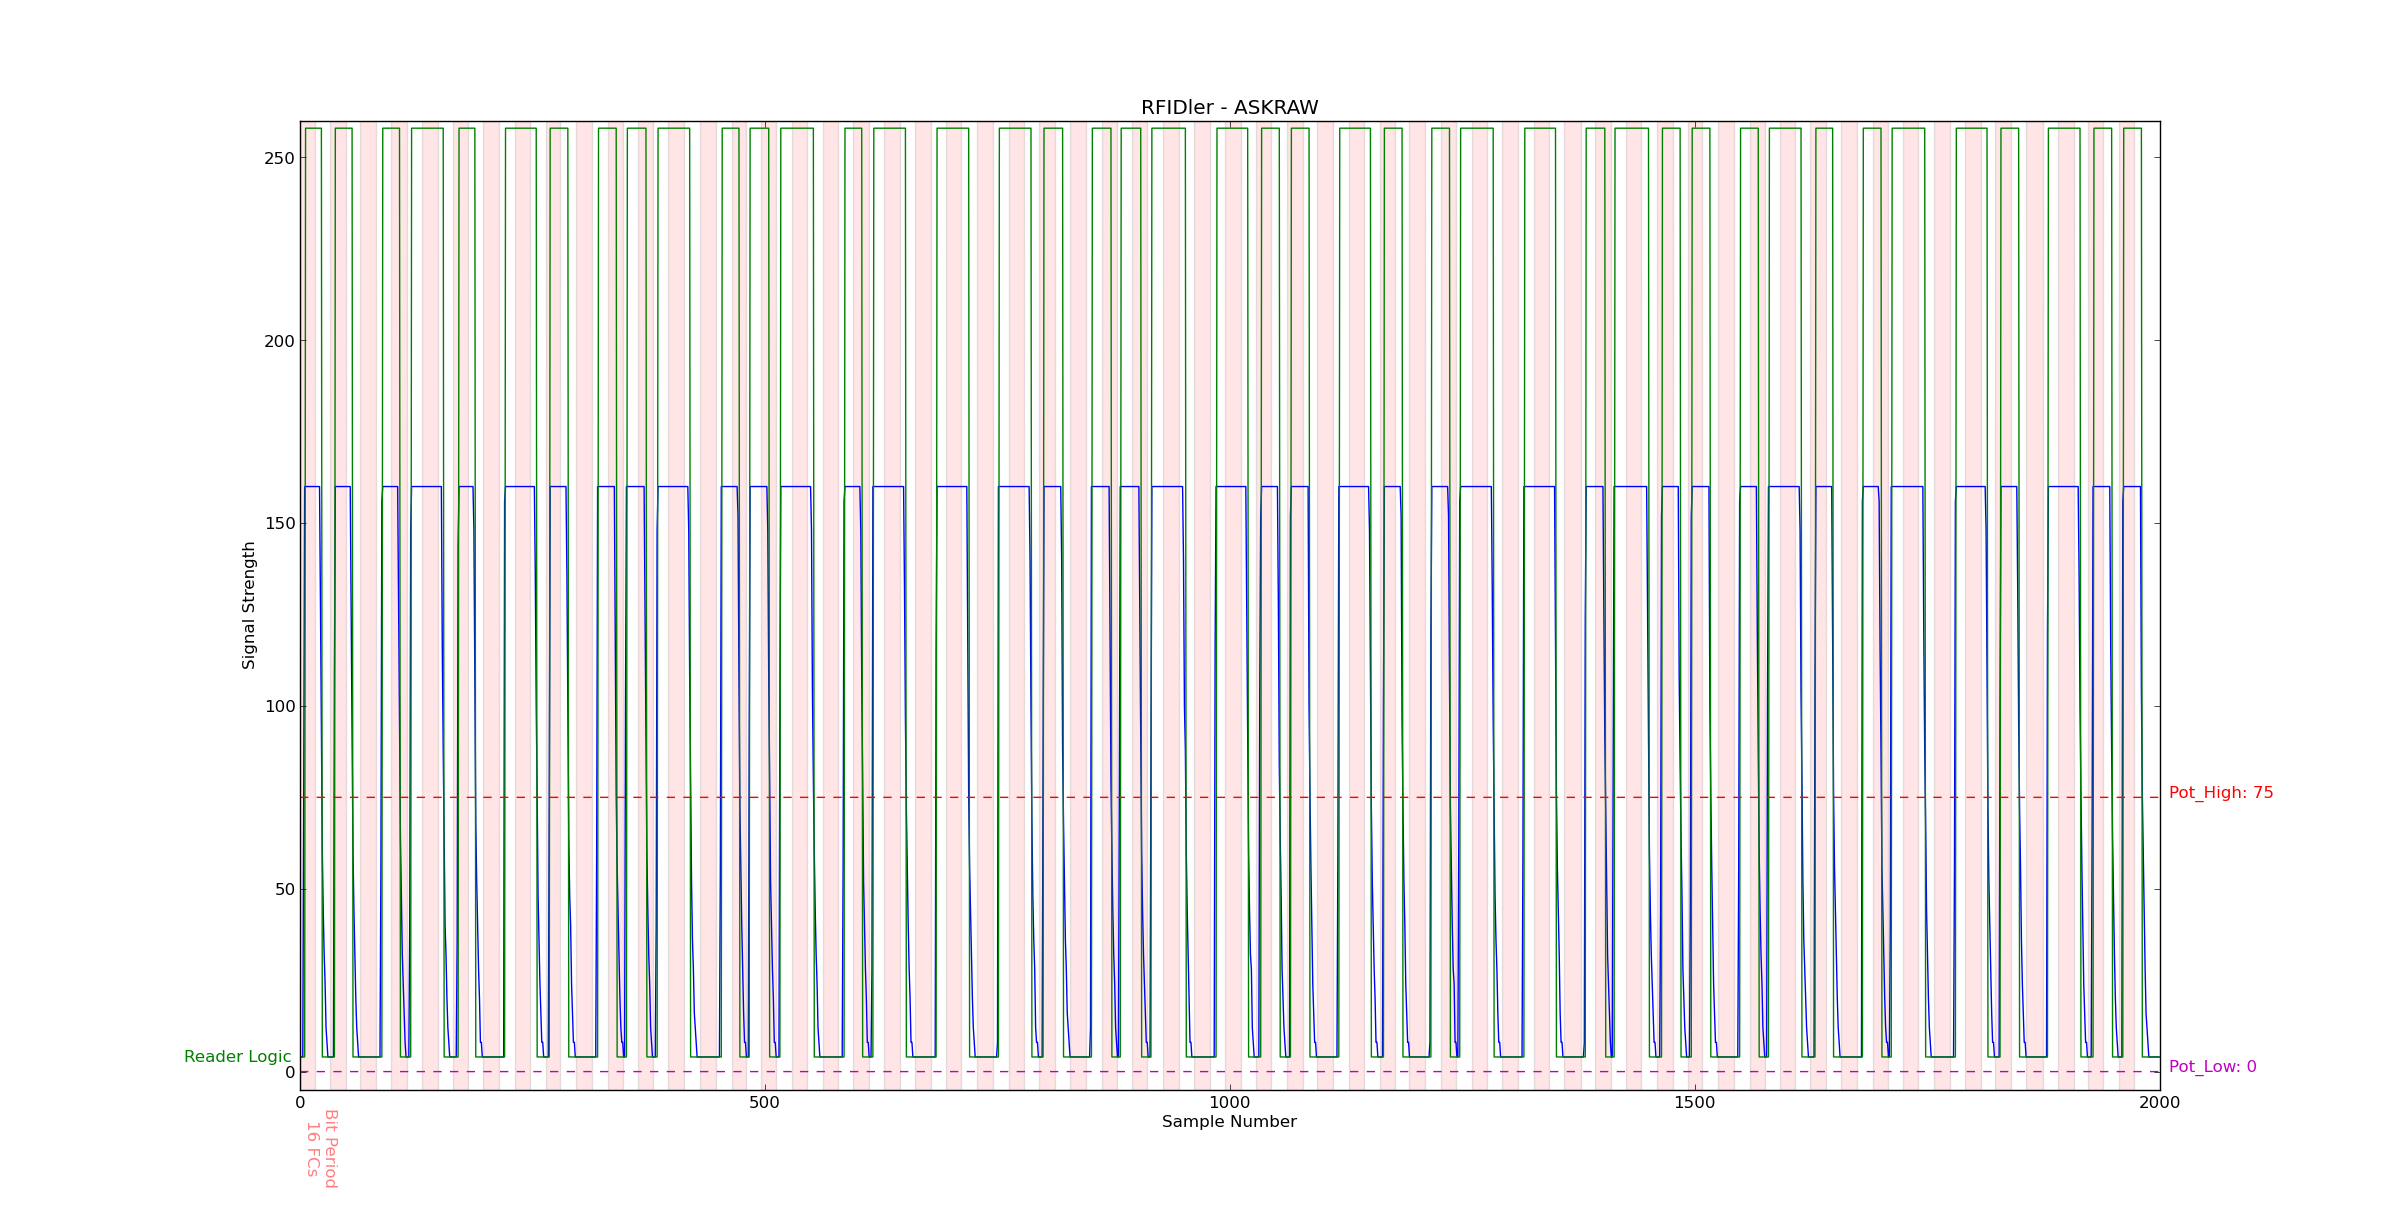 RFIDler - ASKRAW
250
200
150
100
50
0
Signal Strength
Reader Logic
Pot_High: 75
Pot_Low: 0
0
500
1000
1500
2000
Sample Number
Bit Period
16 FCs